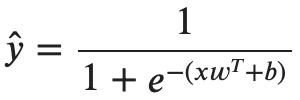 ŷ = 1 / (1 + e^{-(xw^T+b)})